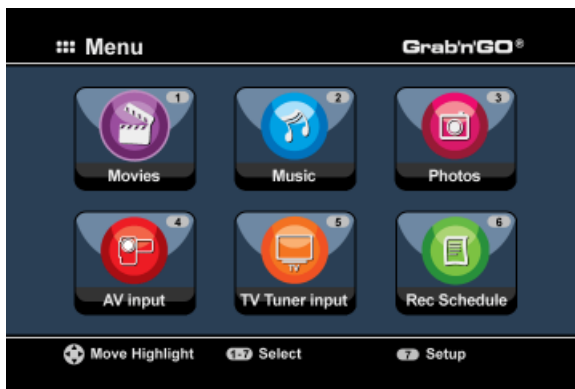 Menu
Grab'n'GO®
1
2
3
Movies
Music
Photos
4
5
6
TV
AV input
TV Tuner input
Rec Schedule
Move Highlight
1-7 Select
7 Setup